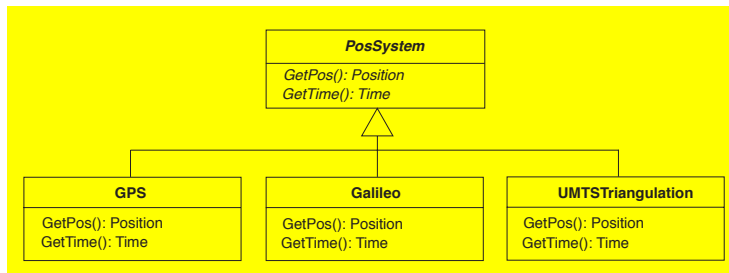 PosSystem
GetPos(): Position
GetTime(): Time
GPS
GetPos(): Position
GetTime(): Time
Galileo
GetPos(): Position
GetTime(): Time
UMTSTriangulation
GetPos(): Position
GetTime(): Time